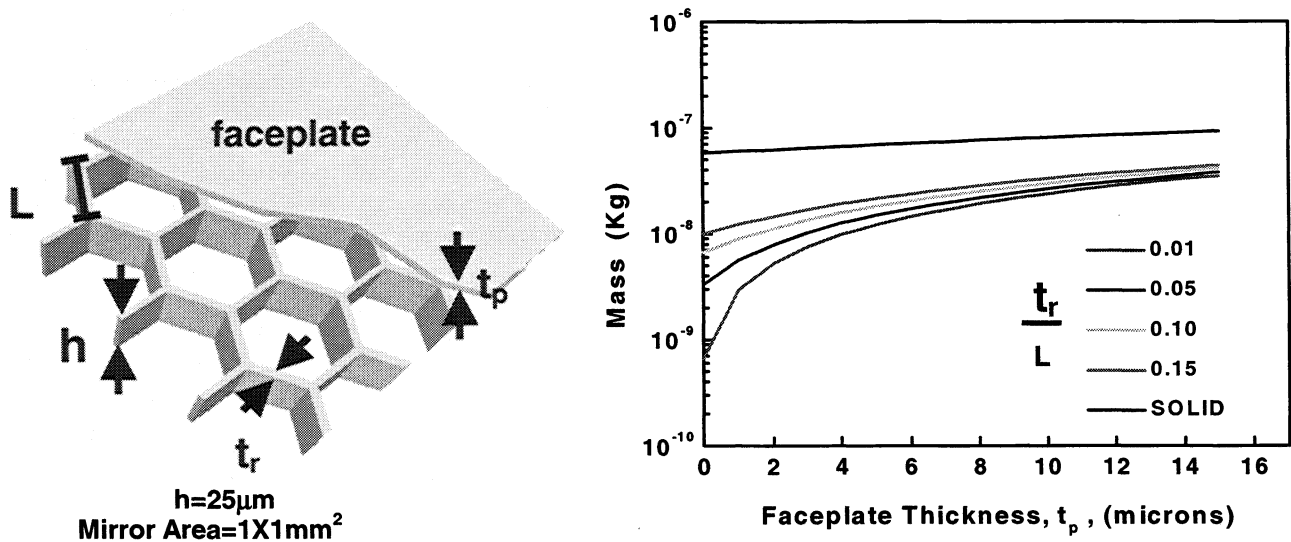 faceplate
L
h
t_p
t_r
h=25μm
Mirror Area=1X1mm²
10⁻⁶
10⁻⁷
10⁻⁸
10⁻⁹
10⁻¹⁰
Mass (Kg)
t_r
L
0.01
0.05
0.10
0.15
SOLID
0 2 4 6 8 10 12 14 16
Faceplate Thickness, t_p , (microns)